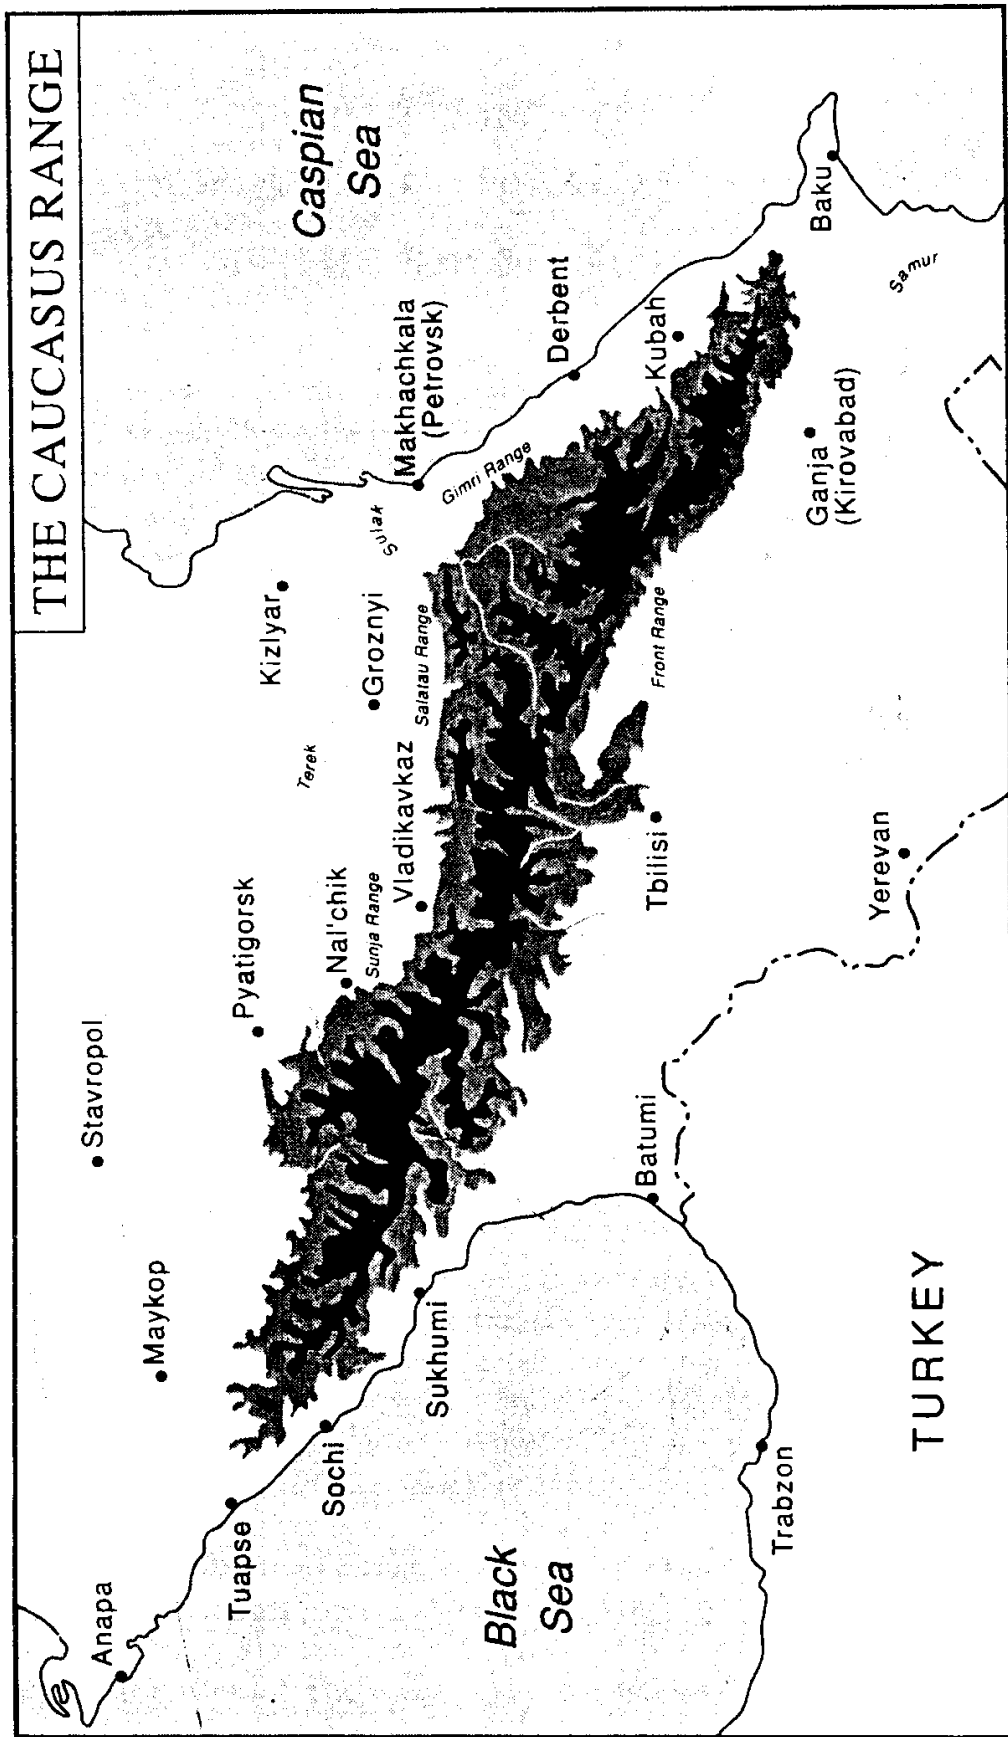 THE CAUCASUS RANGE
Anapa
Tuapse
Sochi
Sukhumi
Maykop
Stavropol
Pyatigorsk
Nal'chik
Sunja Range
Vladikavkaz
Terek
Groznyi
Kizlyar
Salatau Range
Sulak
Makhachkala
(Petrovsk)
Gimri Range
Caspian
Sea
Derbent
Kubah
Baku
Samur
Ganja
(Kirovabad)
Front Range
Tbilisi
Yerevan
Batumi
Black
Sea
Trabzon
TURKEY